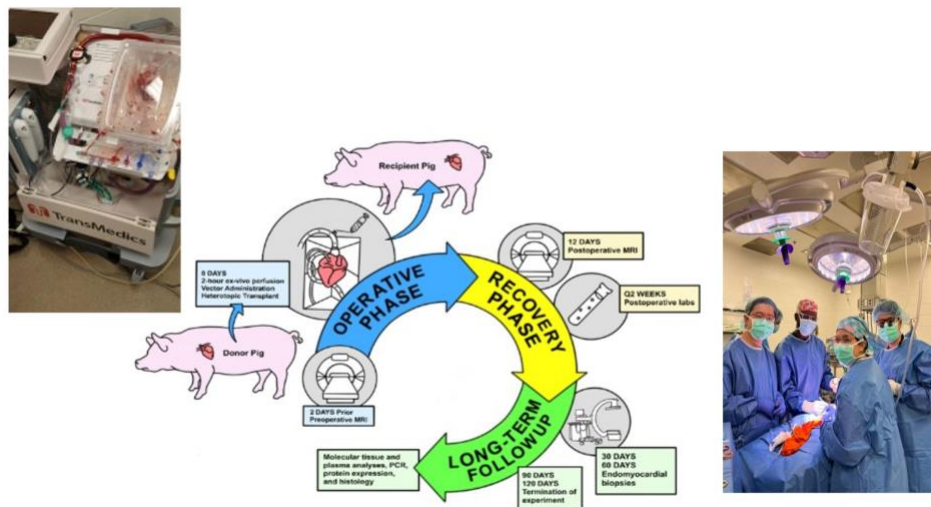 TransMedics
Recipient Pig
0 DAYS
2-hour ex-vivo perfusion
Vector Administration
Heterotopic Transplant
Donor Pig
2 DAYS Prior
Preoperative MRI
OPERATIVE
PHASE
12 DAYS
Postoperative MRI
Q2 WEEKS
Postoperative labs
RECOVERY
PHASE
30 DAYS
60 DAYS
Endomyocardial
biopsies
LONG-TERM
FOLLOWUP
90 DAYS
120 DAYS
Termination of
experiment
Molecular tissue and
plasma analyses, PCR,
protein expression,
and histology